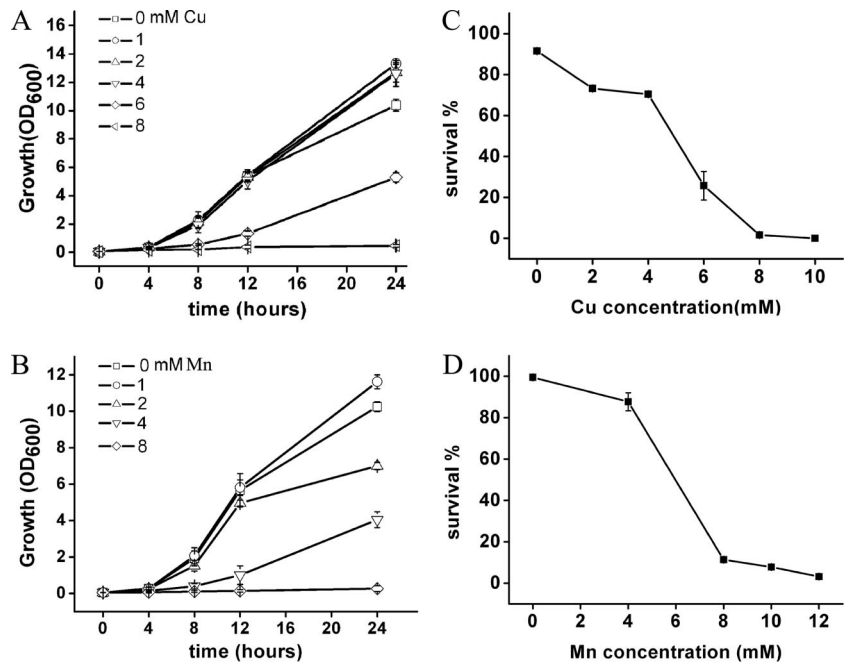 A
0 mM Cu
1
2
4
6
8
16
14
12
10
8
6
4
2
0
Growth(OD600)
0 4 8 12 16 20 24
time (hours)
C
100
80
60
40
20
0
survival %
0 2 4 6 8 10
Cu concentration(mM)
B
0 mM Mn
1
2
4
8
12
10
8
6
4
2
0
Growth (OD600)
0 4 8 12 16 20 24
time (hours)
D
100
80
60
40
20
0
survival %
0 2 4 6 8 10 12
Mn concentration (mM)